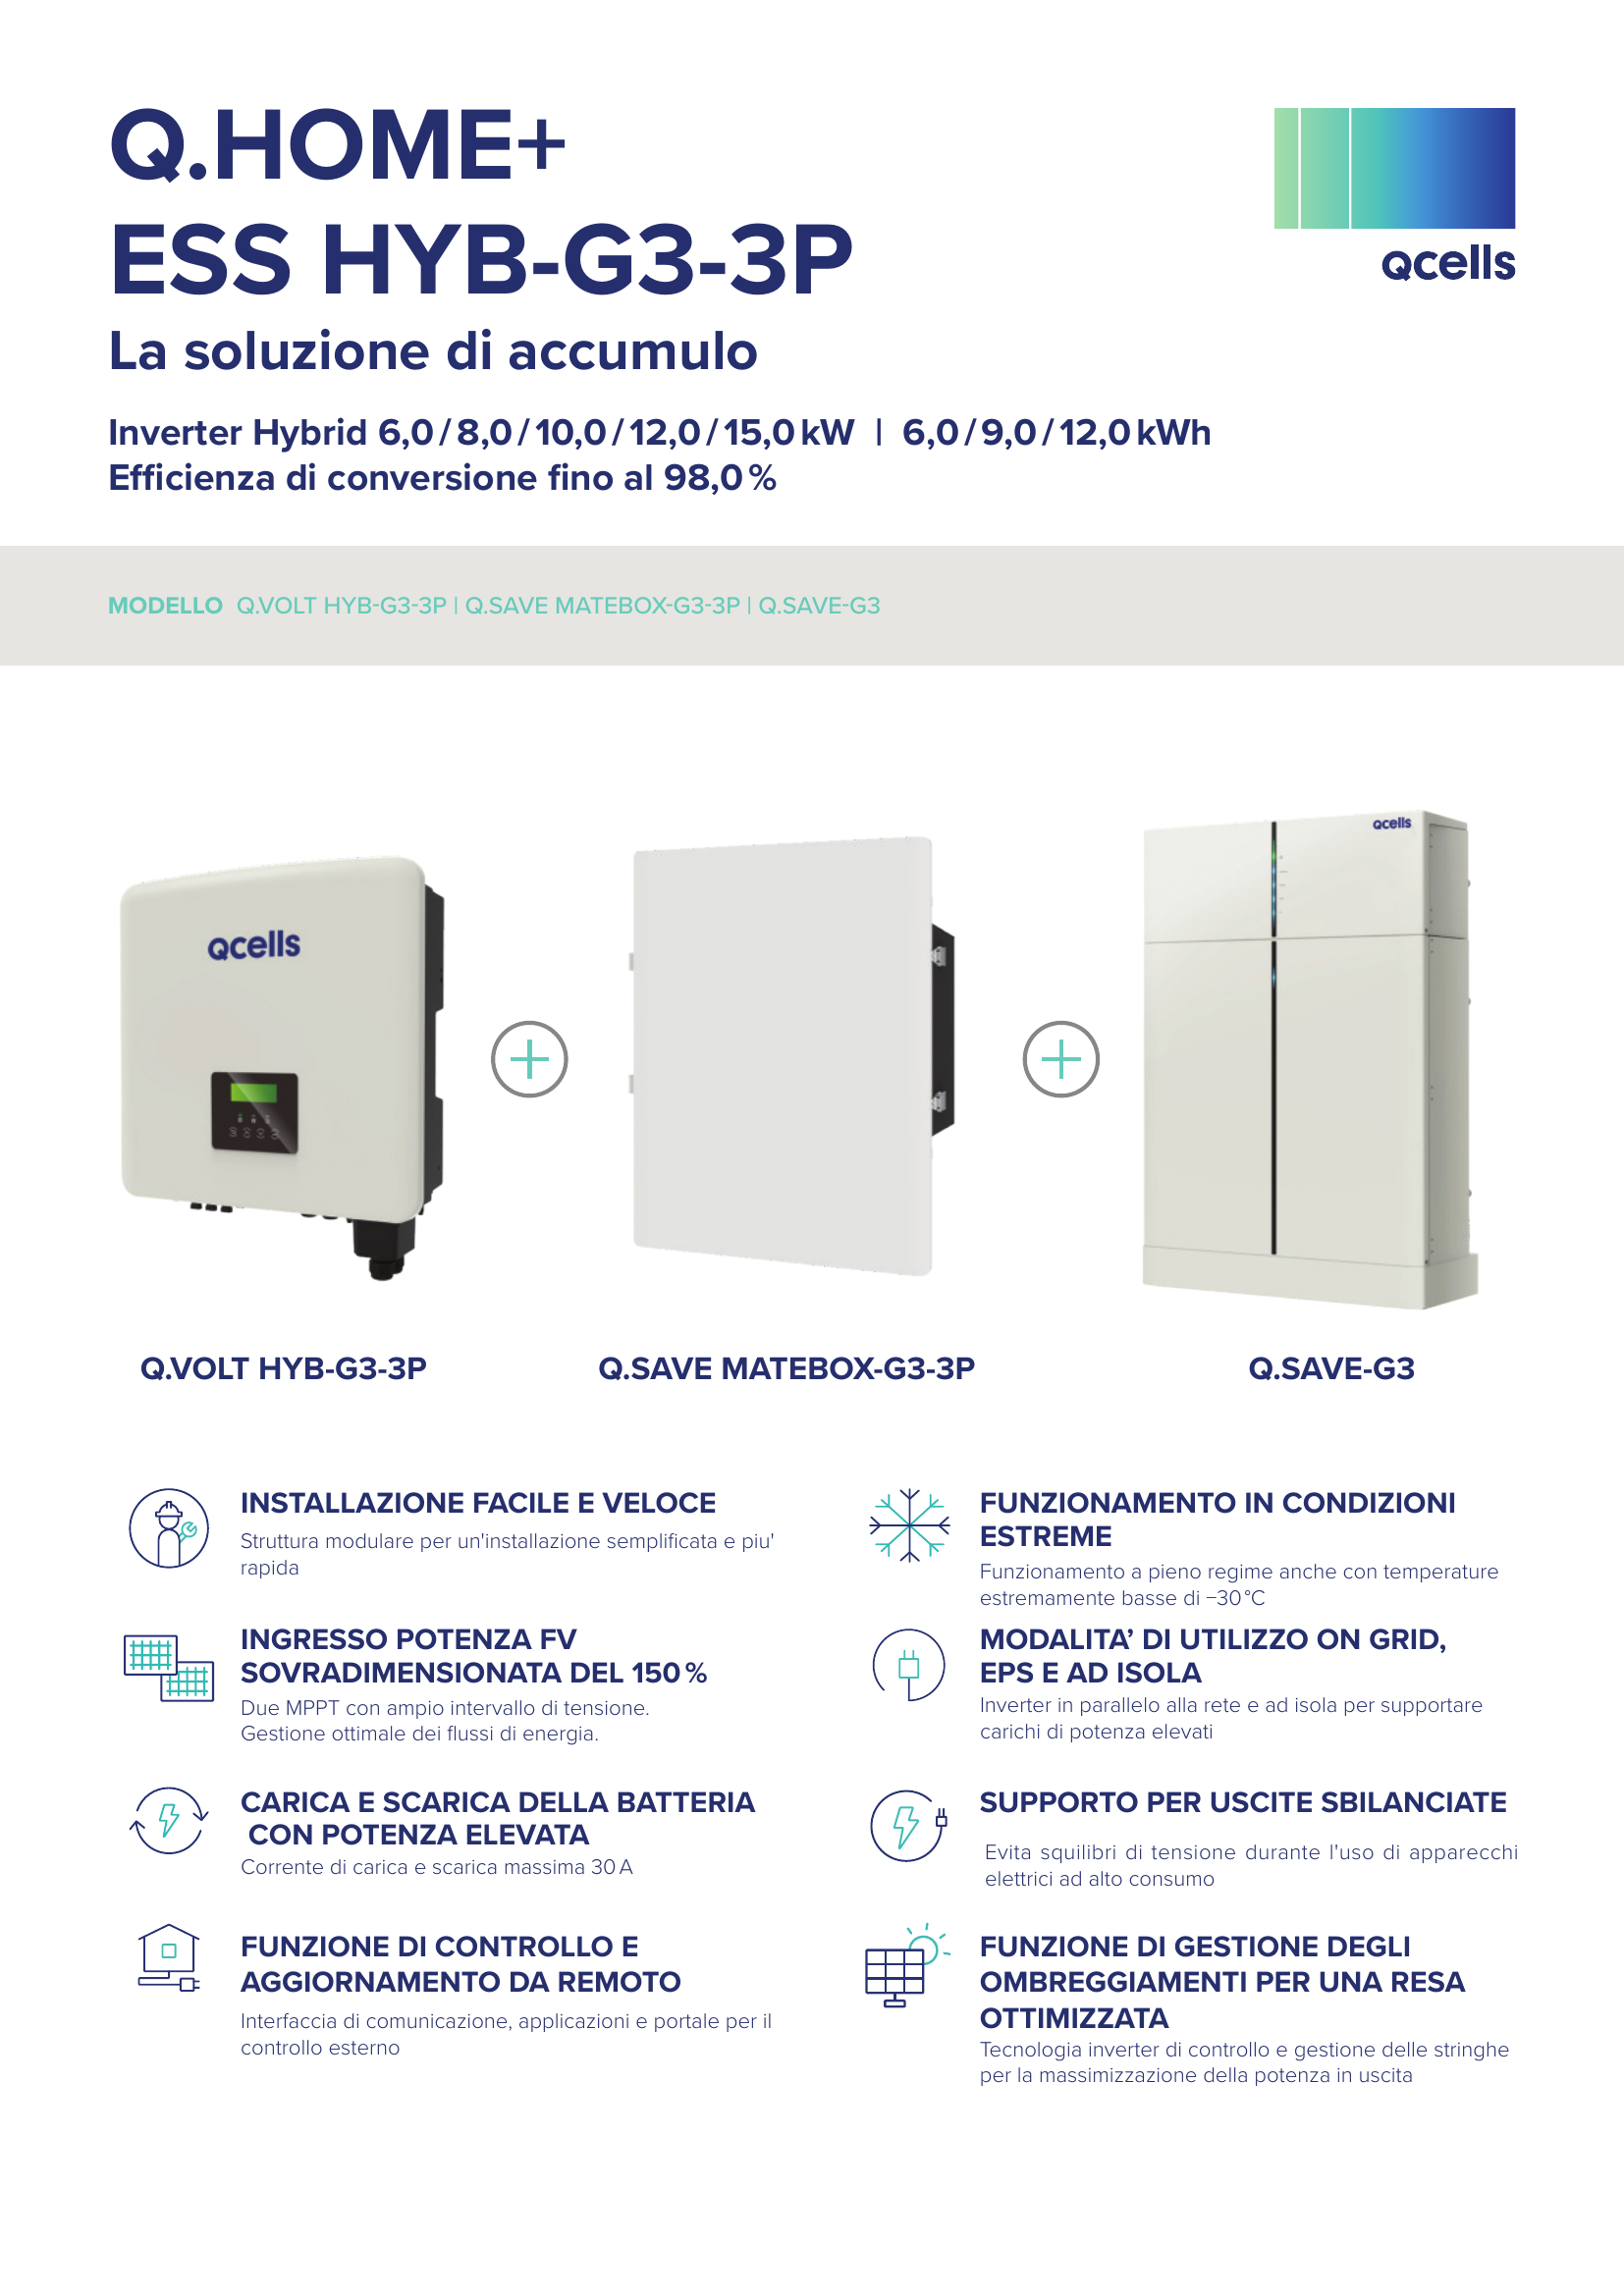 Q.HOME+
ESS HYB-G3-3P
La soluzione di accumulo
Inverter Hybrid 6,0/8,0/10,0/12,0/15,0 kW | 6,0/9,0/12,0 kWh
Efficienza di conversione fino al 98,0 %
qcells
MODELLO Q.VOLT HYB-G3-3P | Q.SAVE MATEBOX-G3-3P | Q.SAVE-G3
qcells
qcells
Q.VOLT HYB-G3-3P
Q.SAVE MATEBOX-G3-3P
Q.SAVE-G3
INSTALLAZIONE FACILE E VELOCE
Struttura modulare per un'installazione semplificata e piu'
rapida
INGRESSO POTENZA FV
SOVRADIMENSIONATA DEL 150 %
Due MPPT con ampio intervallo di tensione.
Gestione ottimale dei flussi di energia.
CARICA E SCARICA DELLA BATTERIA
CON POTENZA ELEVATA
Corrente di carica e scarica massima 30 A
FUNZIONE DI CONTROLLO E
AGGIORNAMENTO DA REMOTO
Interfaccia di comunicazione, applicazioni e portale per il
controllo esterno
FUNZIONAMENTO IN CONDIZIONI
ESTREME
Funzionamento a pieno regime anche con temperature
estremamente basse di −30 °C
MODALITA’ DI UTILIZZO ON GRID,
EPS E AD ISOLA
Inverter in parallelo alla rete e ad isola per supportare
carichi di potenza elevati
SUPPORTO PER USCITE SBILANCIATE
Evita squilibri di tensione durante l'uso di apparecchi
elettrici ad alto consumo
FUNZIONE DI GESTIONE DEGLI
OMBREGGIAMENTI PER UNA RESA
OTTIMIZZATA
Tecnologia inverter di controllo e gestione delle stringhe
per la massimizzazione della potenza in uscita